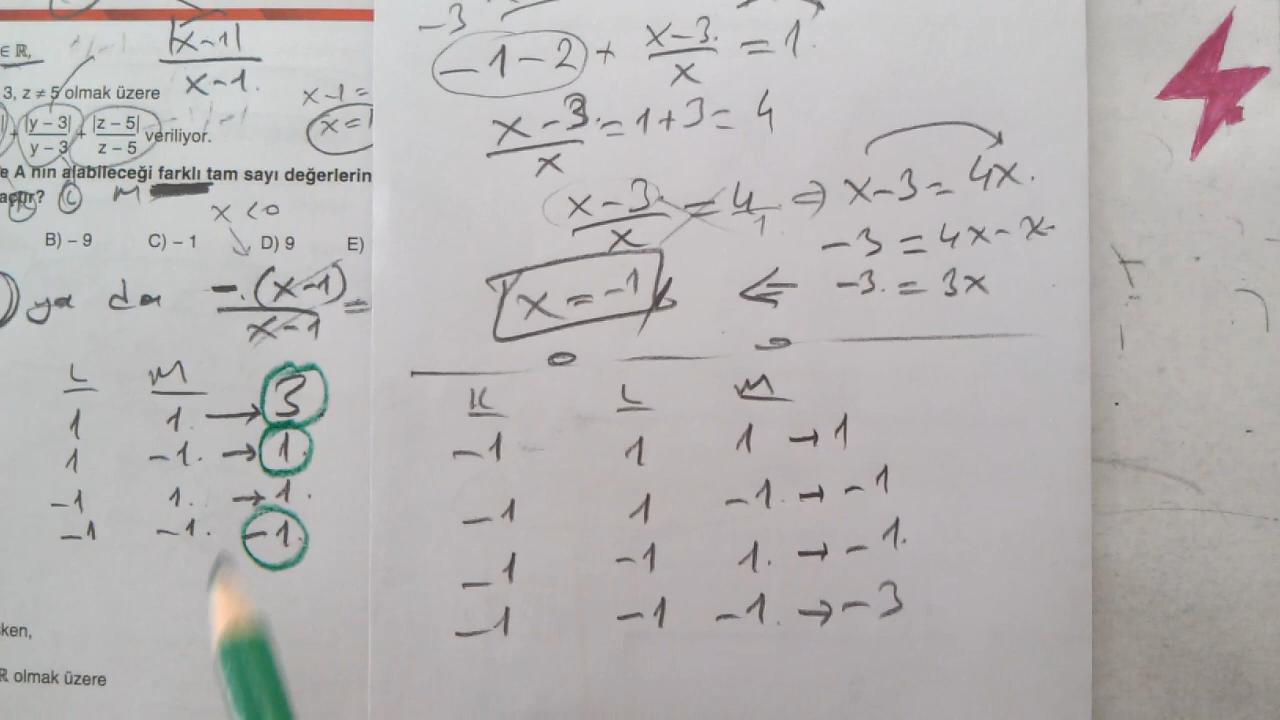 ∈ ℝ,
|x-1|
x-1.
3, z ≠ 5 olmak üzere
x-1=
x=1
|y – 3| + |z – 5|
y – 3 z – 5
veriliyor.
e A nın alabileceği farklı tam sayı değerlerin
açtır?
L M
x<0
B) – 9 C) – 1 D) 9 E)
ya da -.(x-1) =
x-1
L M
1 1. → 3
1 -1. → 1.
-1 1. → 1.
-1 -1. -1.
ken,
ℝ olmak üzere
-3
-1-2 + x-3. = 1.
x
x-3. = 1+3 = 4
x
x-3 = 4 ⇒ x-3 = 4x.
x 1
-3 = 4x-x
x = -1 ⇐ -3. = 3x
K L M
-1 1 1 → 1
-1 1 -1. → -1
-1 -1 1. → -1.
-1 -1 -1. → -3